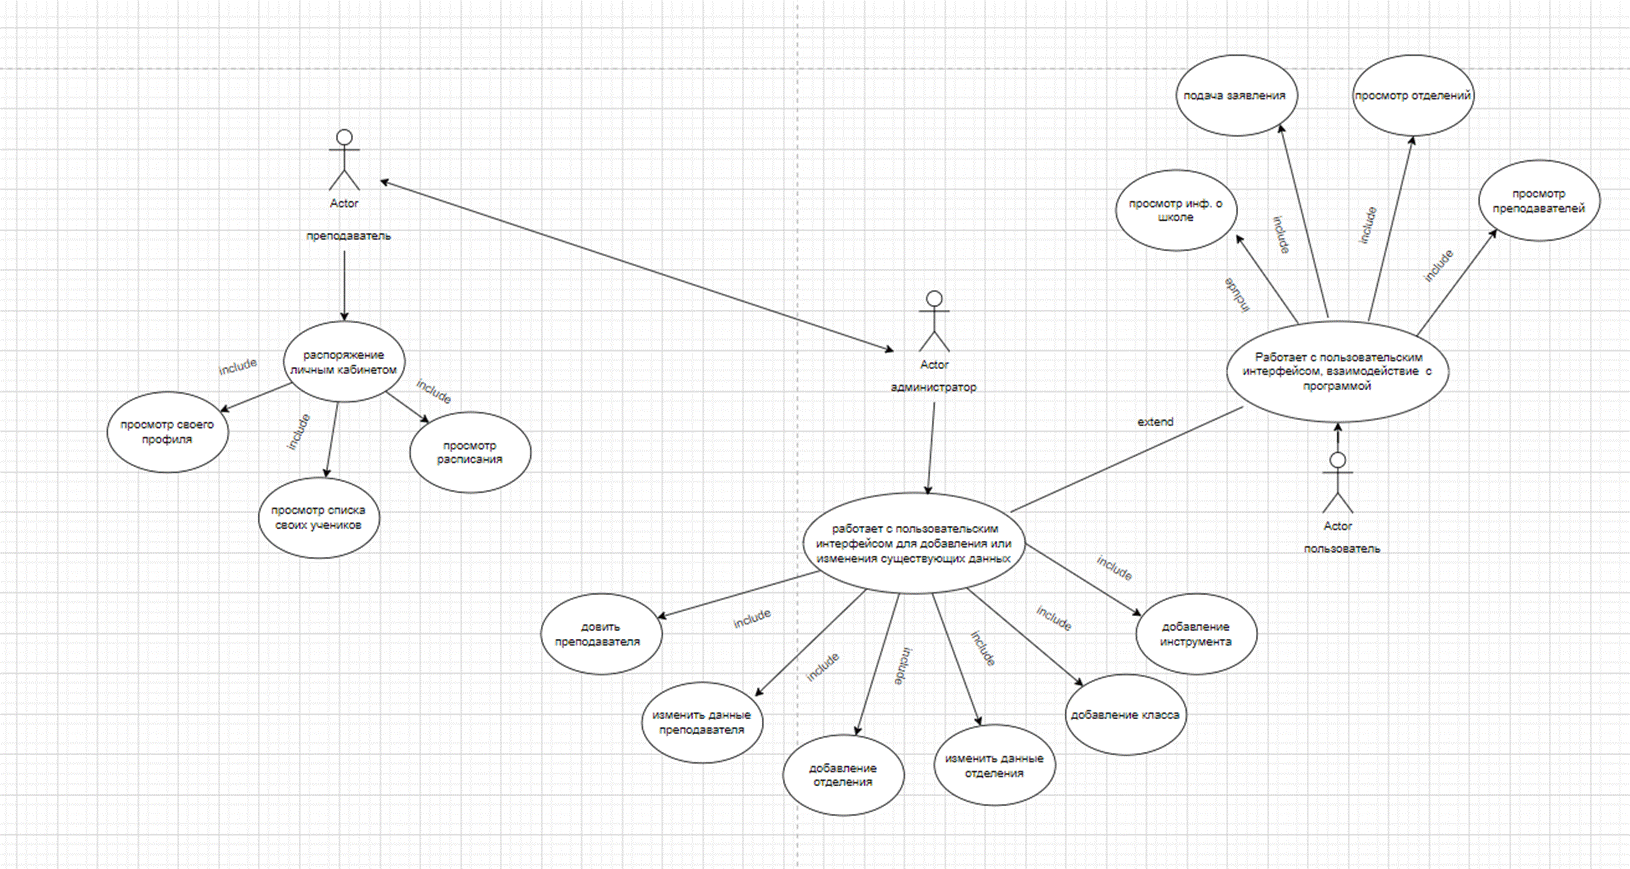 Actor
преподаватель
распоряжение
личным кабинетом
include
include
include
просмотр своего
профиля
просмотр списка
своих учеников
просмотр
расписания
Actor
администратор
работает с пользовательским
интерфейсом для добавления или
изменения существующих данных
extend
include
include
include
include
include
include
довить
преподавателя
изменить данные
преподавателя
добавление
отделения
изменить данные
отделения
добавление класса
добавление
инструмента
подача заявления
просмотр отделений
просмотр инф. о
школе
просмотр
преподавателей
include
include
include
include
Работает с пользовательским
интерфейсом, взаимодействие с
программой
Actor
пользователь